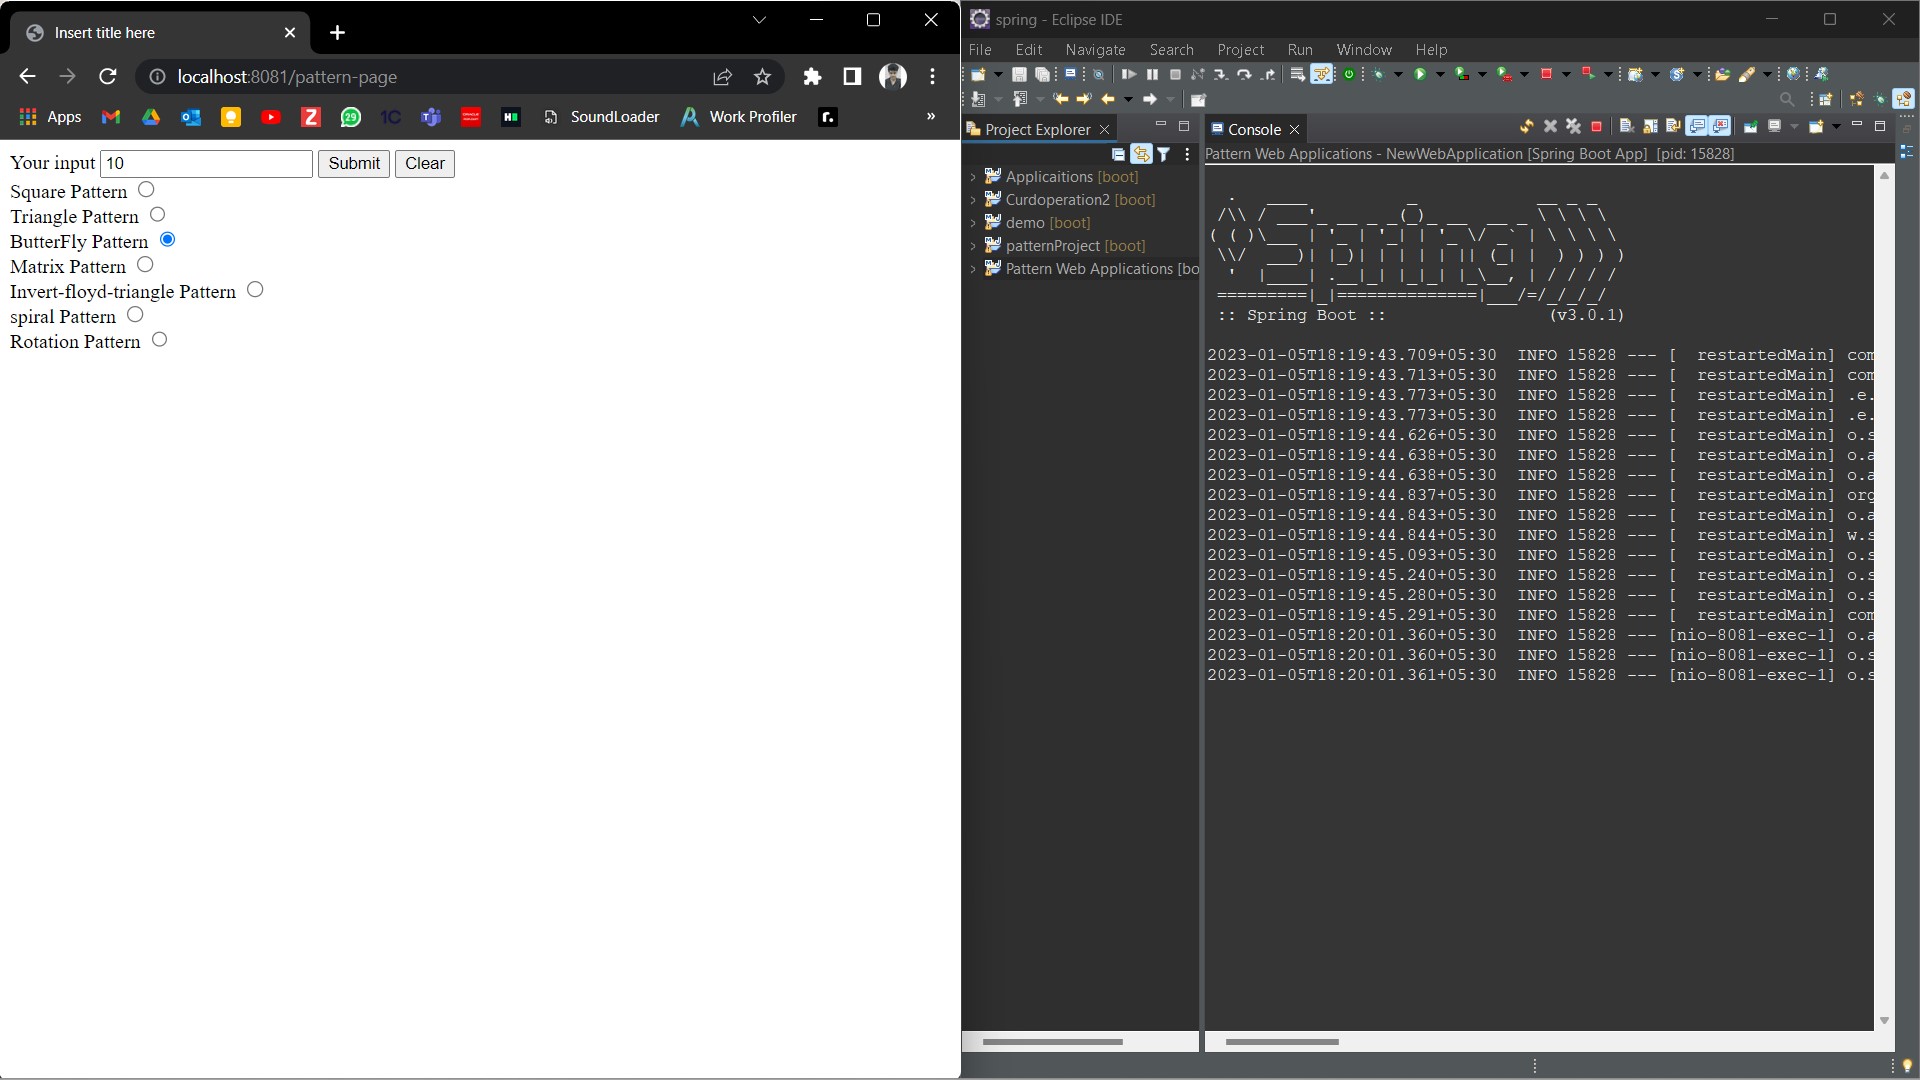 Insert title here
localhost:8081/pattern-page
Apps
29
1C
SoundLoader
Work Profiler
»
Your input 10 Submit Clear
Square Pattern
Triangle Pattern
ButterFly Pattern
Matrix Pattern
Invert-floyd-triangle Pattern
spiral Pattern
Rotation Pattern
spring - Eclipse IDE
File Edit Navigate Search Project Run Window Help
Project Explorer
Applicaitions [boot]
Curdoperation2 [boot]
demo [boot]
patternProject [boot]
Pattern Web Applications [bo
Console
Pattern Web Applications - NewWebApplication [Spring Boot App] [pid: 15828]
:: Spring Boot :: (v3.0.1)
2023-01-05T18:19:43.709+05:30 INFO 15828 --- [ restartedMain] com
2023-01-05T18:19:43.713+05:30 INFO 15828 --- [ restartedMain] com
2023-01-05T18:19:43.773+05:30 INFO 15828 --- [ restartedMain] .e.
2023-01-05T18:19:43.773+05:30 INFO 15828 --- [ restartedMain] .e.
2023-01-05T18:19:44.626+05:30 INFO 15828 --- [ restartedMain] o.s
2023-01-05T18:19:44.638+05:30 INFO 15828 --- [ restartedMain] o.a
2023-01-05T18:19:44.638+05:30 INFO 15828 --- [ restartedMain] o.a
2023-01-05T18:19:44.837+05:30 INFO 15828 --- [ restartedMain] org
2023-01-05T18:19:44.843+05:30 INFO 15828 --- [ restartedMain] o.a
2023-01-05T18:19:44.844+05:30 INFO 15828 --- [ restartedMain] w.s
2023-01-05T18:19:45.093+05:30 INFO 15828 --- [ restartedMain] o.s
2023-01-05T18:19:45.240+05:30 INFO 15828 --- [ restartedMain] o.s
2023-01-05T18:19:45.280+05:30 INFO 15828 --- [ restartedMain] o.s
2023-01-05T18:19:45.291+05:30 INFO 15828 --- [ restartedMain] com
2023-01-05T18:20:01.360+05:30 INFO 15828 --- [nio-8081-exec-1] o.a
2023-01-05T18:20:01.360+05:30 INFO 15828 --- [nio-8081-exec-1] o.s
2023-01-05T18:20:01.361+05:30 INFO 15828 --- [nio-8081-exec-1] o.s